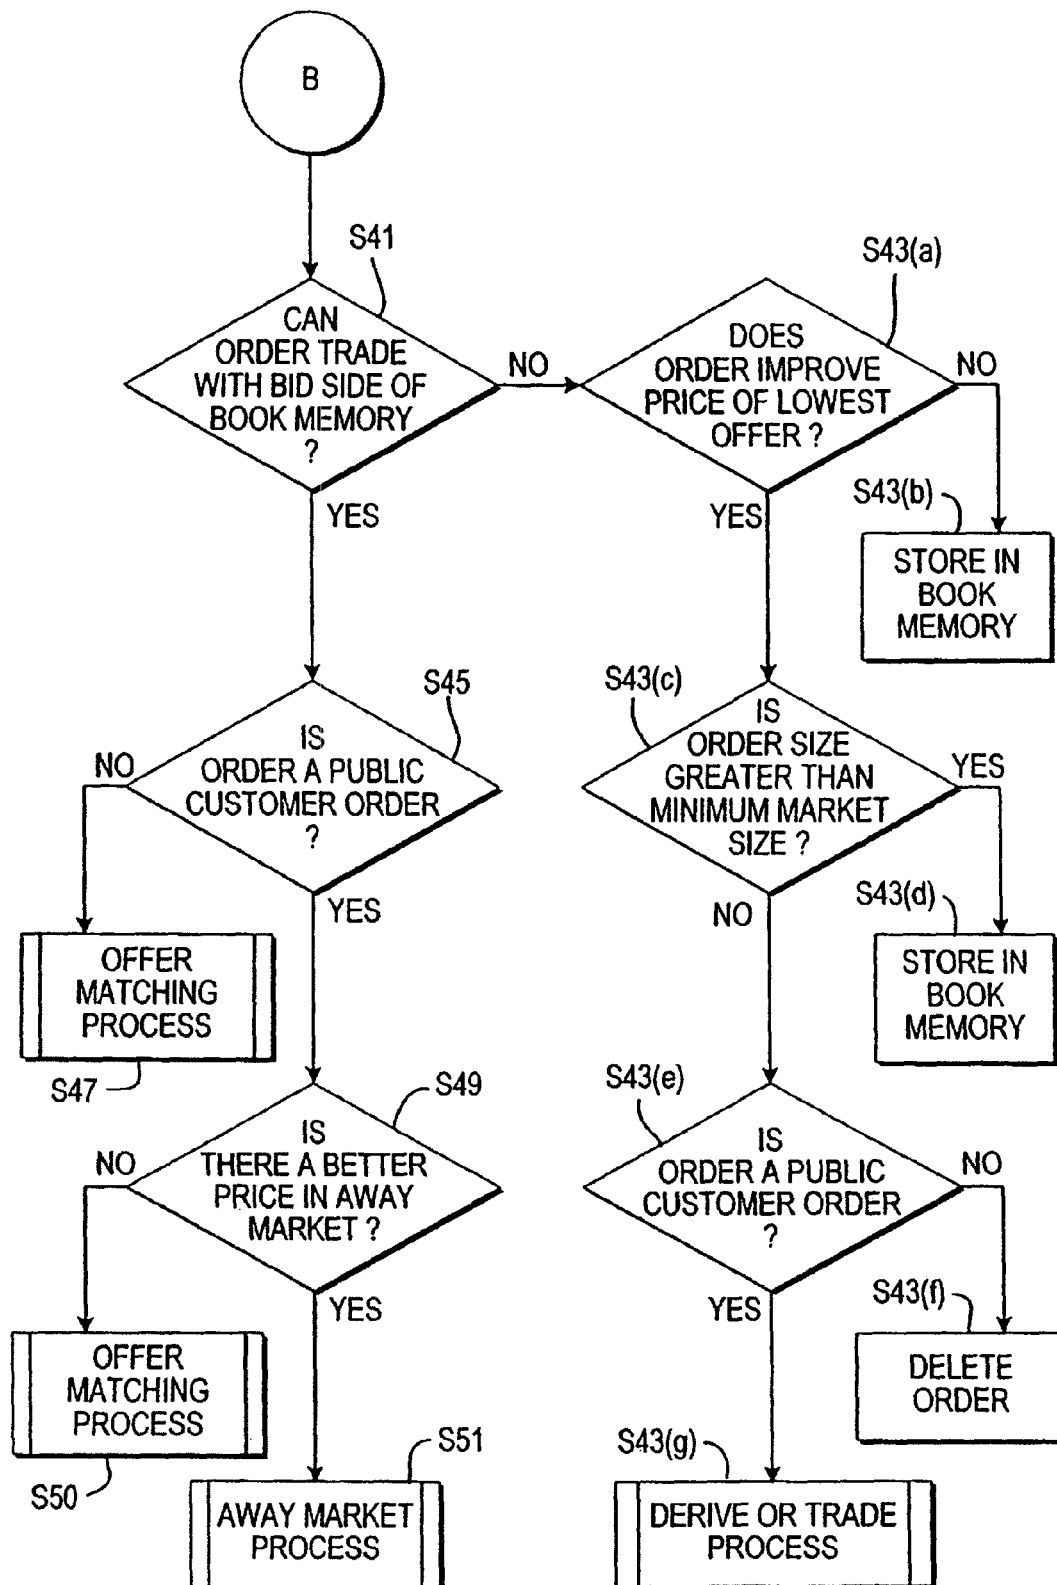 B
S41
CAN
ORDER TRADE
WITH BID SIDE OF
BOOK MEMORY
?
NO
YES
S43(a)
DOES
ORDER IMPROVE
PRICE OF LOWEST
OFFER ?
NO
YES
S43(b)
STORE IN
BOOK
MEMORY
S45
IS
ORDER A PUBLIC
CUSTOMER ORDER
?
NO
YES
S43(c)
IS
ORDER SIZE
GREATER THAN
MINIMUM MARKET
SIZE ?
YES
NO
S43(d)
STORE IN
BOOK
MEMORY
OFFER
MATCHING
PROCESS
S47
S49
IS
THERE A BETTER
PRICE IN AWAY
MARKET ?
NO
YES
S43(e)
IS
ORDER A PUBLIC
CUSTOMER ORDER
?
NO
YES
S43(f)
DELETE
ORDER
OFFER
MATCHING
PROCESS
S50
S51
AWAY MARKET
PROCESS
S43(g)
DERIVE OR TRADE
PROCESS